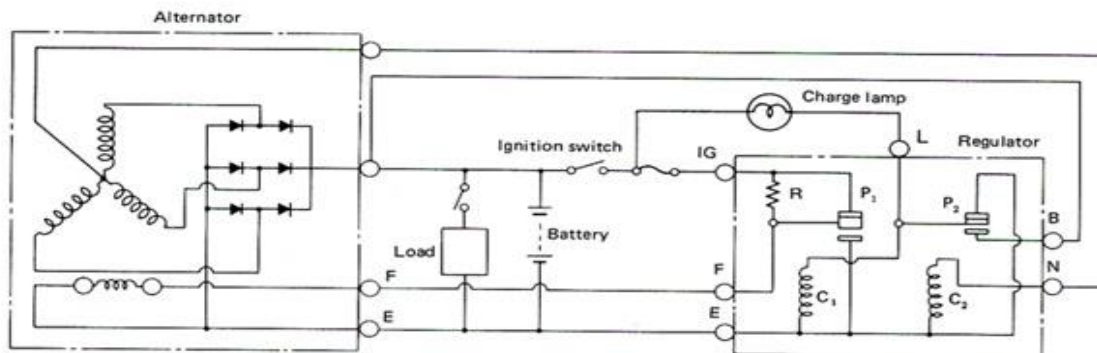 Alternator
Charge lamp
Ignition switch
IG
L
Regulator
R
P₁
P₂
B
Load
Battery
F
F
N
C₁
C₂
E
E